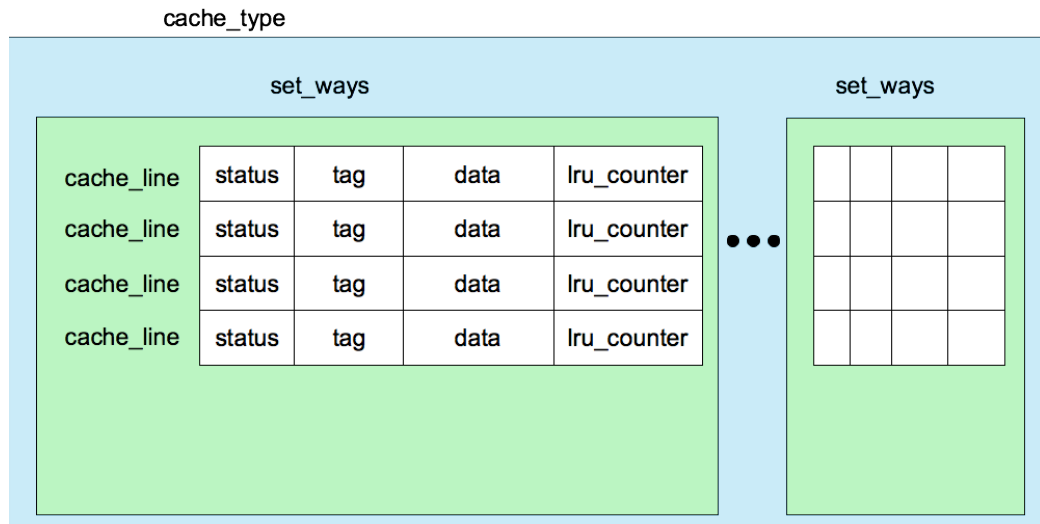 cache_type
set_ways
set_ways
cache_line status tag data lru_counter
cache_line status tag data lru_counter
cache_line status tag data lru_counter
cache_line status tag data lru_counter